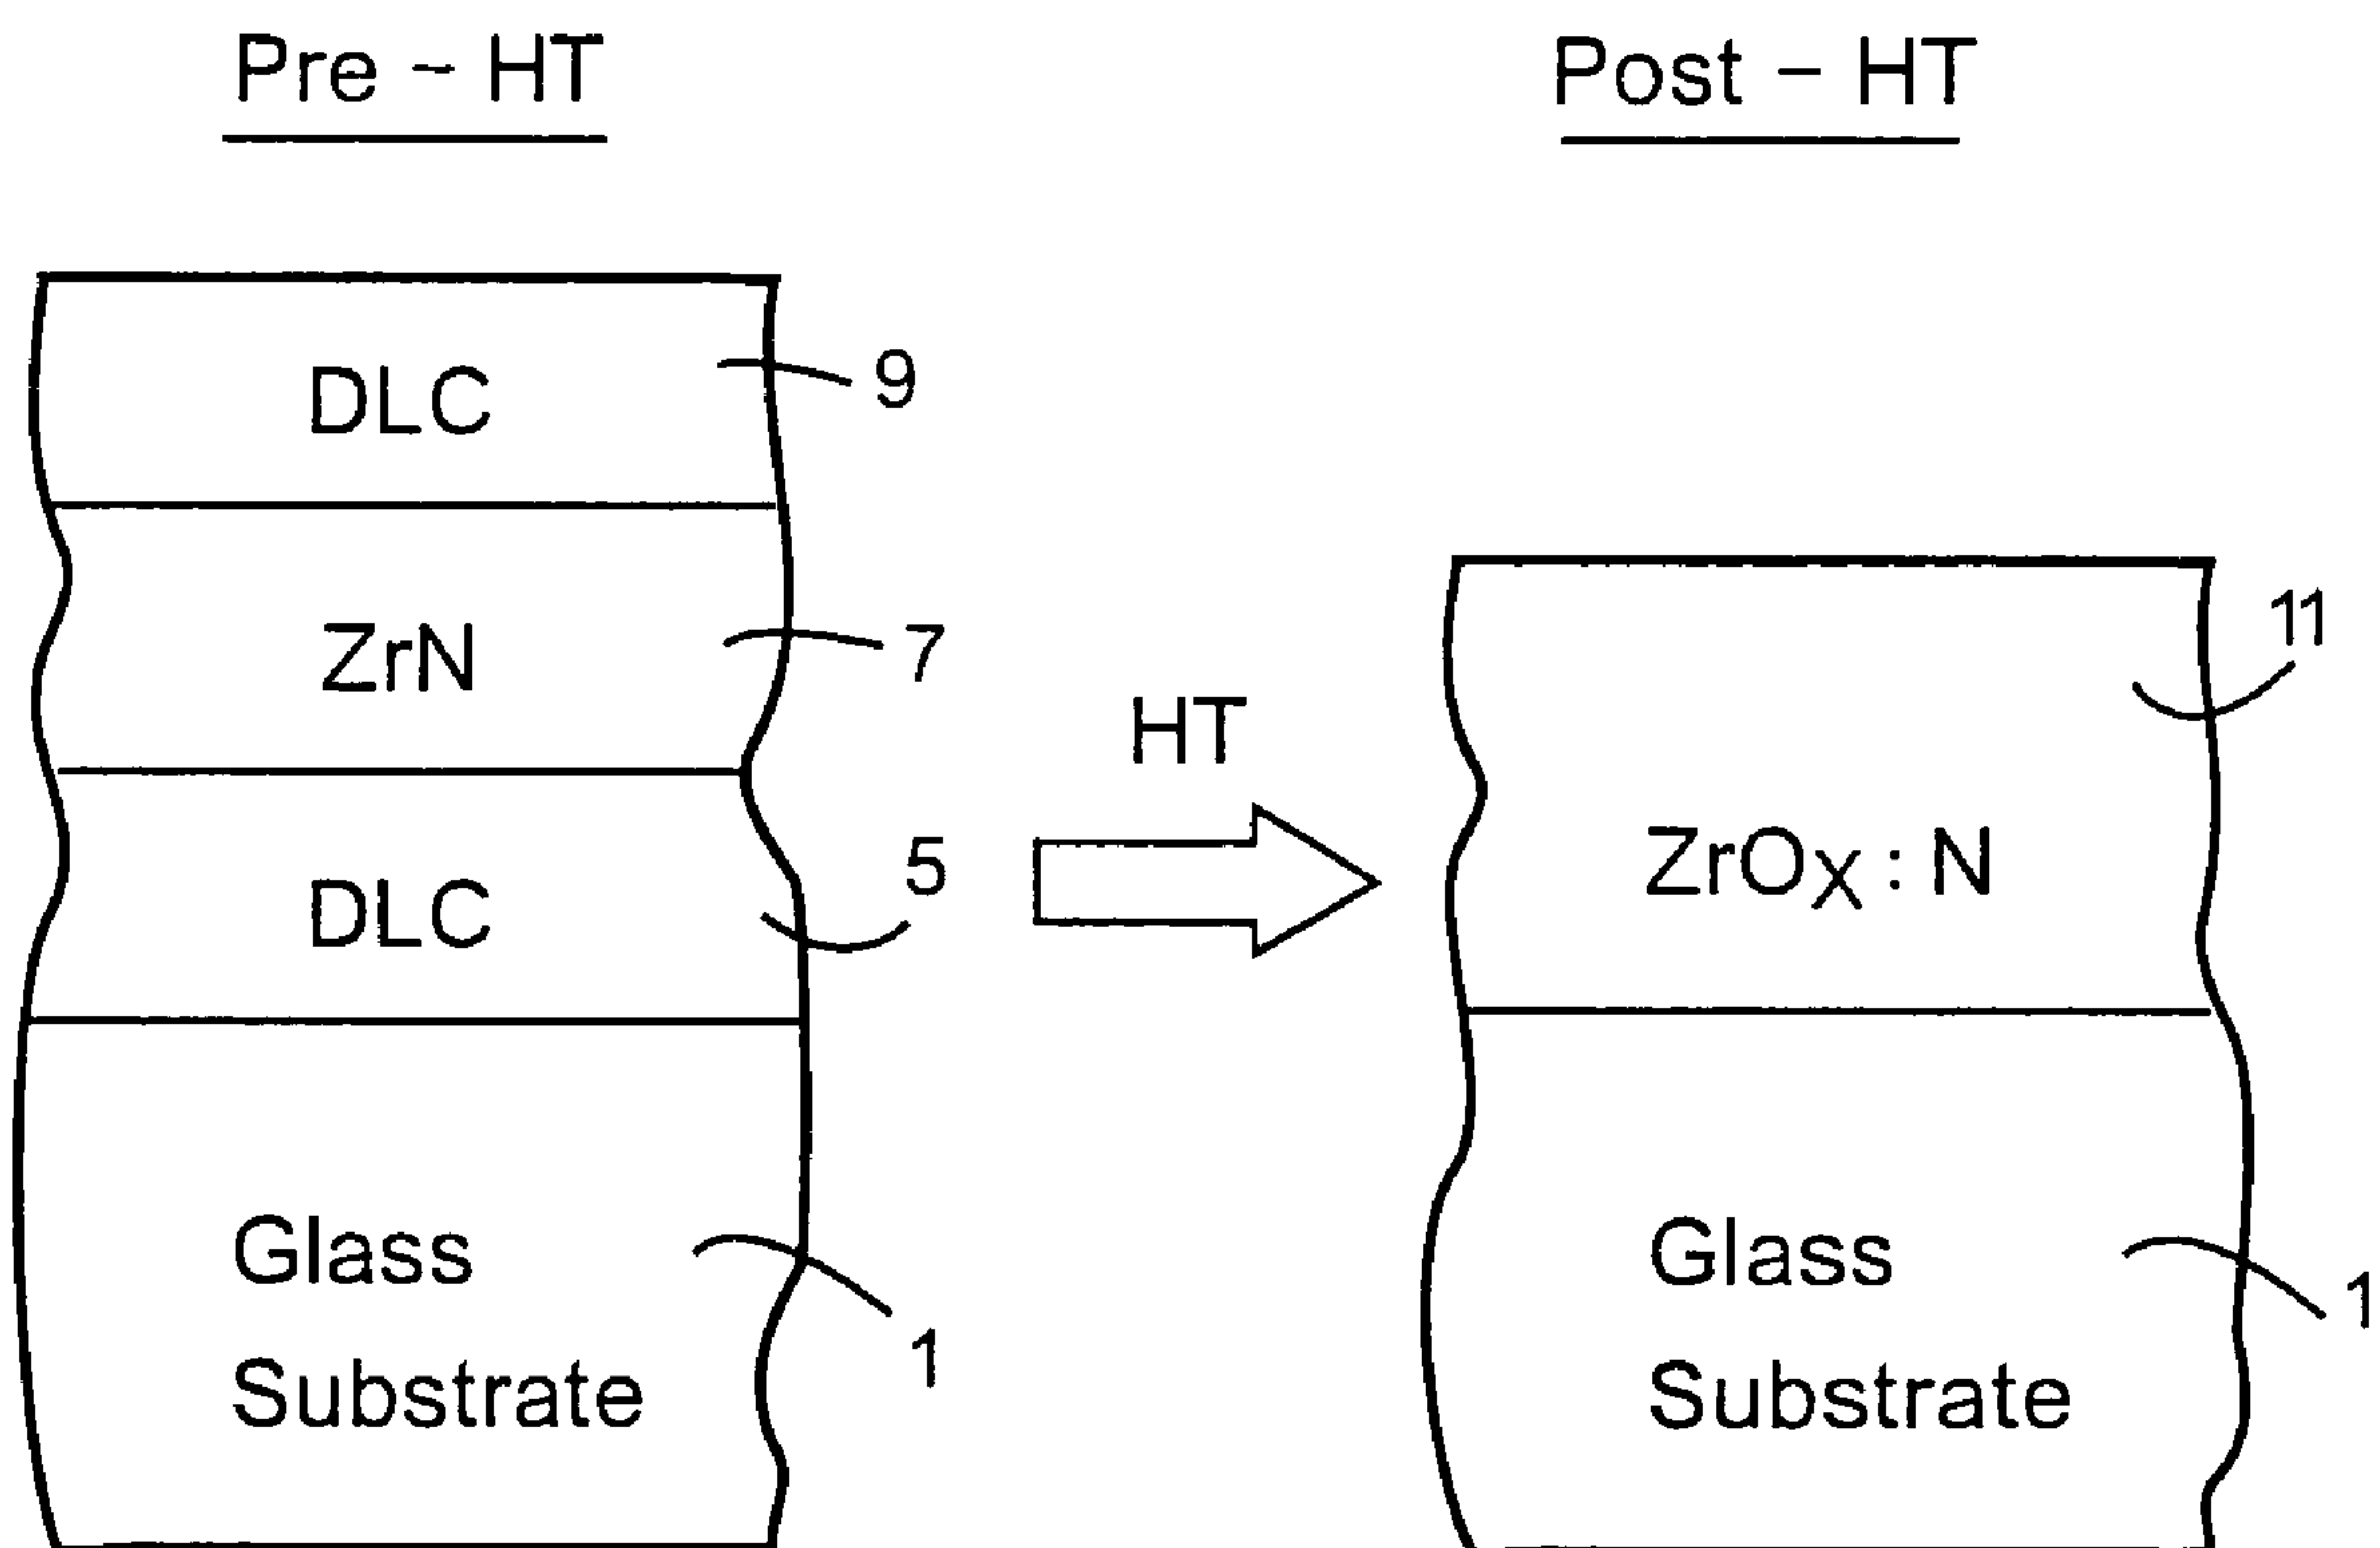 Pre - HT
Post - HT
DLC
9
ZrN
7
DLC
5
HT
11
ZrOX : N
Glass
Substrate
1
Glass
Substrate
1